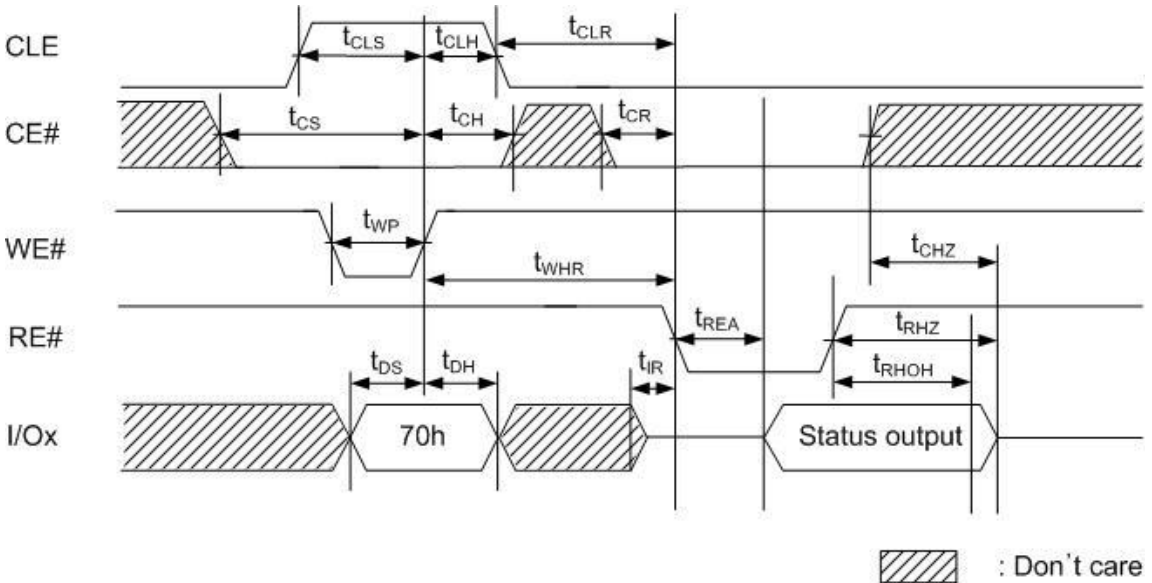 CLE
tCLS
tCLH
tCLR
CE#
tCS
tCH
tCR
WE#
tWP
tWHR
tCHZ
RE#
tREA
tRHZ
tDS
tDH
tIR
tRHOH
I/Ox
70h
Status output
: Don`t care